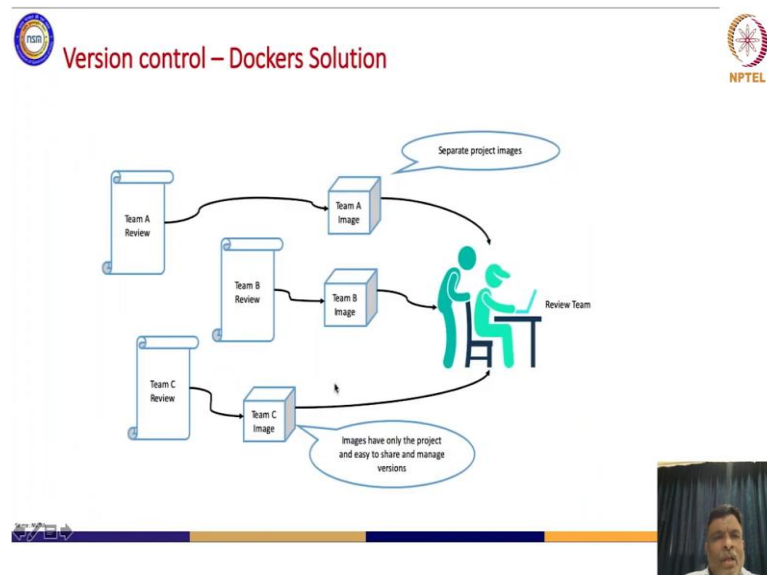 nsm
Version control – Dockers Solution
NPTEL
Separate project images
Team A
Review
Team A
Image
Team B
Review
Team B
Image
Review Team
Team C
Review
Team C
Image
Images have only the project
and easy to share and manage
versions